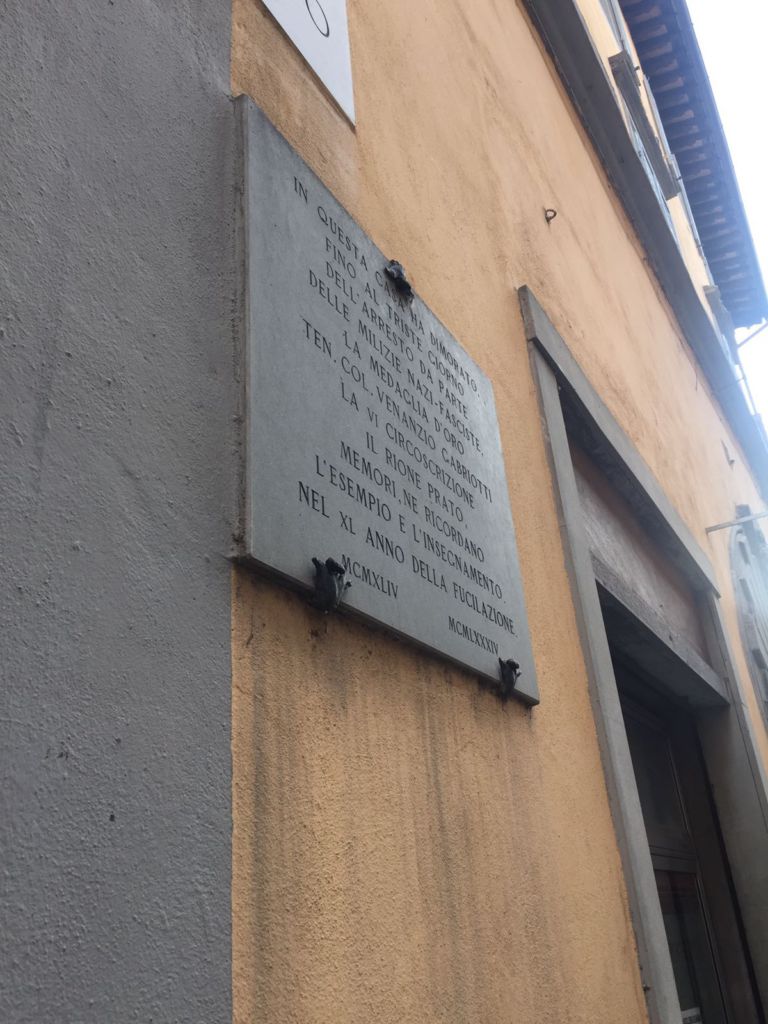 IN QUESTA CASA HA DIMORATO,
FINO AL TRISTE GIORNO
DELL'ARRESTO DA PARTE
DELLE MILIZIE NAZI-FASCISTE,
LA MEDAGLIA D'ORO
TEN. COL. VENANZIO GABRIOTTI
LA VI CIRCOSCRIZIONE
IL RIONE PRATO,
MEMORI, NE RICORDANO
L'ESEMPIO E L'INSEGNAMENTO,
NEL XL ANNO DELLA FUCILAZIONE
MCMXLIV MCMLXXXIV